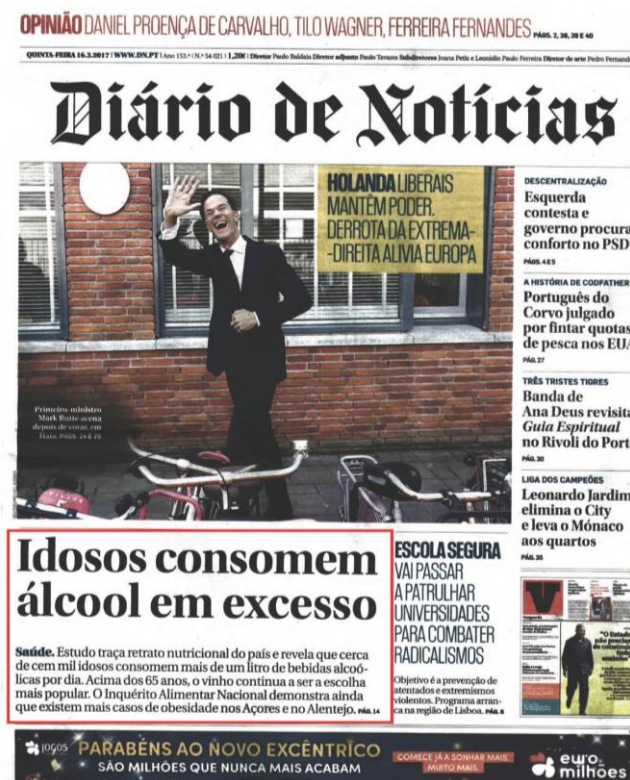 OPINIÃO DANIEL PROENÇA DE CARVALHO, TILO WAGNER, FERREIRA FERNANDES PÁGS. 7, 38, 39 E 40
QUINTA-FEIRA 16.3.2017 | WWW.DN.PT | Ano 153.º | N.º 54 021 | 1,20€ | Diretor Paulo Baldaia Diretor adjunto Paulo Tavares Subdiretores Joana Petiz e Leonídio Paulo Ferreira Diretor de arte Pedro Fernand
Diário de Notícias
HOLANDA LIBERAIS
MANTÊM PODER.
DERROTA DA EXTREMA-
-DIREITA ALIVIA EUROPA
Primeiro-ministro
Mark Rutte acena
depois de votar, em
Haia. PÁGS. 24 E 25
DESCENTRALIZAÇÃO
Esquerda
contesta e
governo procura
conforto no PSD
PÁGS. 4 E 5
A HISTÓRIA DE CODFATHER
Português do
Corvo julgado
por fintar quotas
de pesca nos EUA
PÁG. 27
TRÊS TRISTES TIGRES
Banda de
Ana Deus revisita
Guia Espiritual
no Rivoli do Port
PÁG. 30
LIGA DOS CAMPEÕES
Leonardo Jardim
elimina o City
e leva o Mónaco
aos quartos
PÁG. 35
Idosos consomem
álcool em excesso
Saúde. Estudo traça retrato nutricional do país e revela que cerca
de cem mil idosos consomem mais de um litro de bebidas alcoó-
licas por dia. Acima dos 65 anos, o vinho continua a ser a escolha
mais popular. O Inquérito Alimentar Nacional demonstra ainda
que existem mais casos de obesidade nos Açores e no Alentejo. PÁG. 14
ESCOLA SEGURA
VAI PASSAR
A PATRULHAR
UNIVERSIDADES
PARA COMBATER
RADICALISMOS
Objetivo é a prevenção de
atentados e extremismos
violentos. Programa arran-
ca na região de Lisboa. PÁG. 8
V
"O Estado
não precisa
de
jogos
PARABÉNS AO NOVO EXCÊNTRICO
SÃO MILHÕES QUE NUNCA MAIS ACABAM
COMECE JÁ A SONHAR MAIS.
MUITO MAIS.
euro
milhões